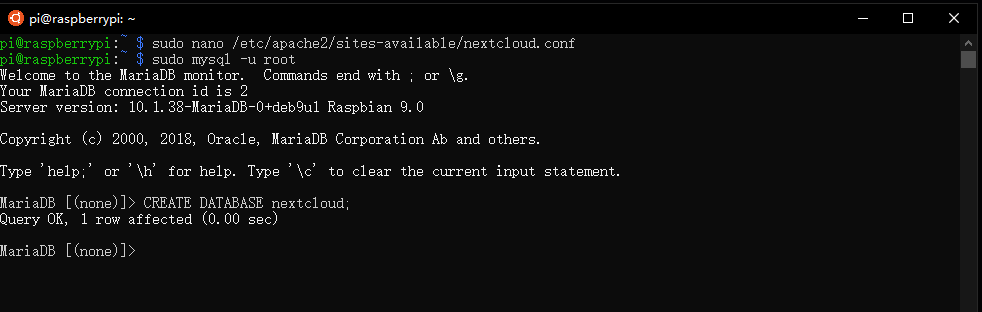 pi@raspberrypi: ~
pi@raspberrypi:~ $ sudo nano /etc/apache2/sites-available/nextcloud.conf
pi@raspberrypi:~ $ sudo mysql -u root
Welcome to the MariaDB monitor.  Commands end with ; or \g.
Your MariaDB connection id is 2
Server version: 10.1.38-MariaDB-0+deb9u1 Raspbian 9.0
Copyright (c) 2000, 2018, Oracle, MariaDB Corporation Ab and others.
Type 'help;' or '\h' for help. Type '\c' to clear the current input statement.
MariaDB [(none)]> CREATE DATABASE nextcloud;
Query OK, 1 row affected (0.00 sec)
MariaDB [(none)]>